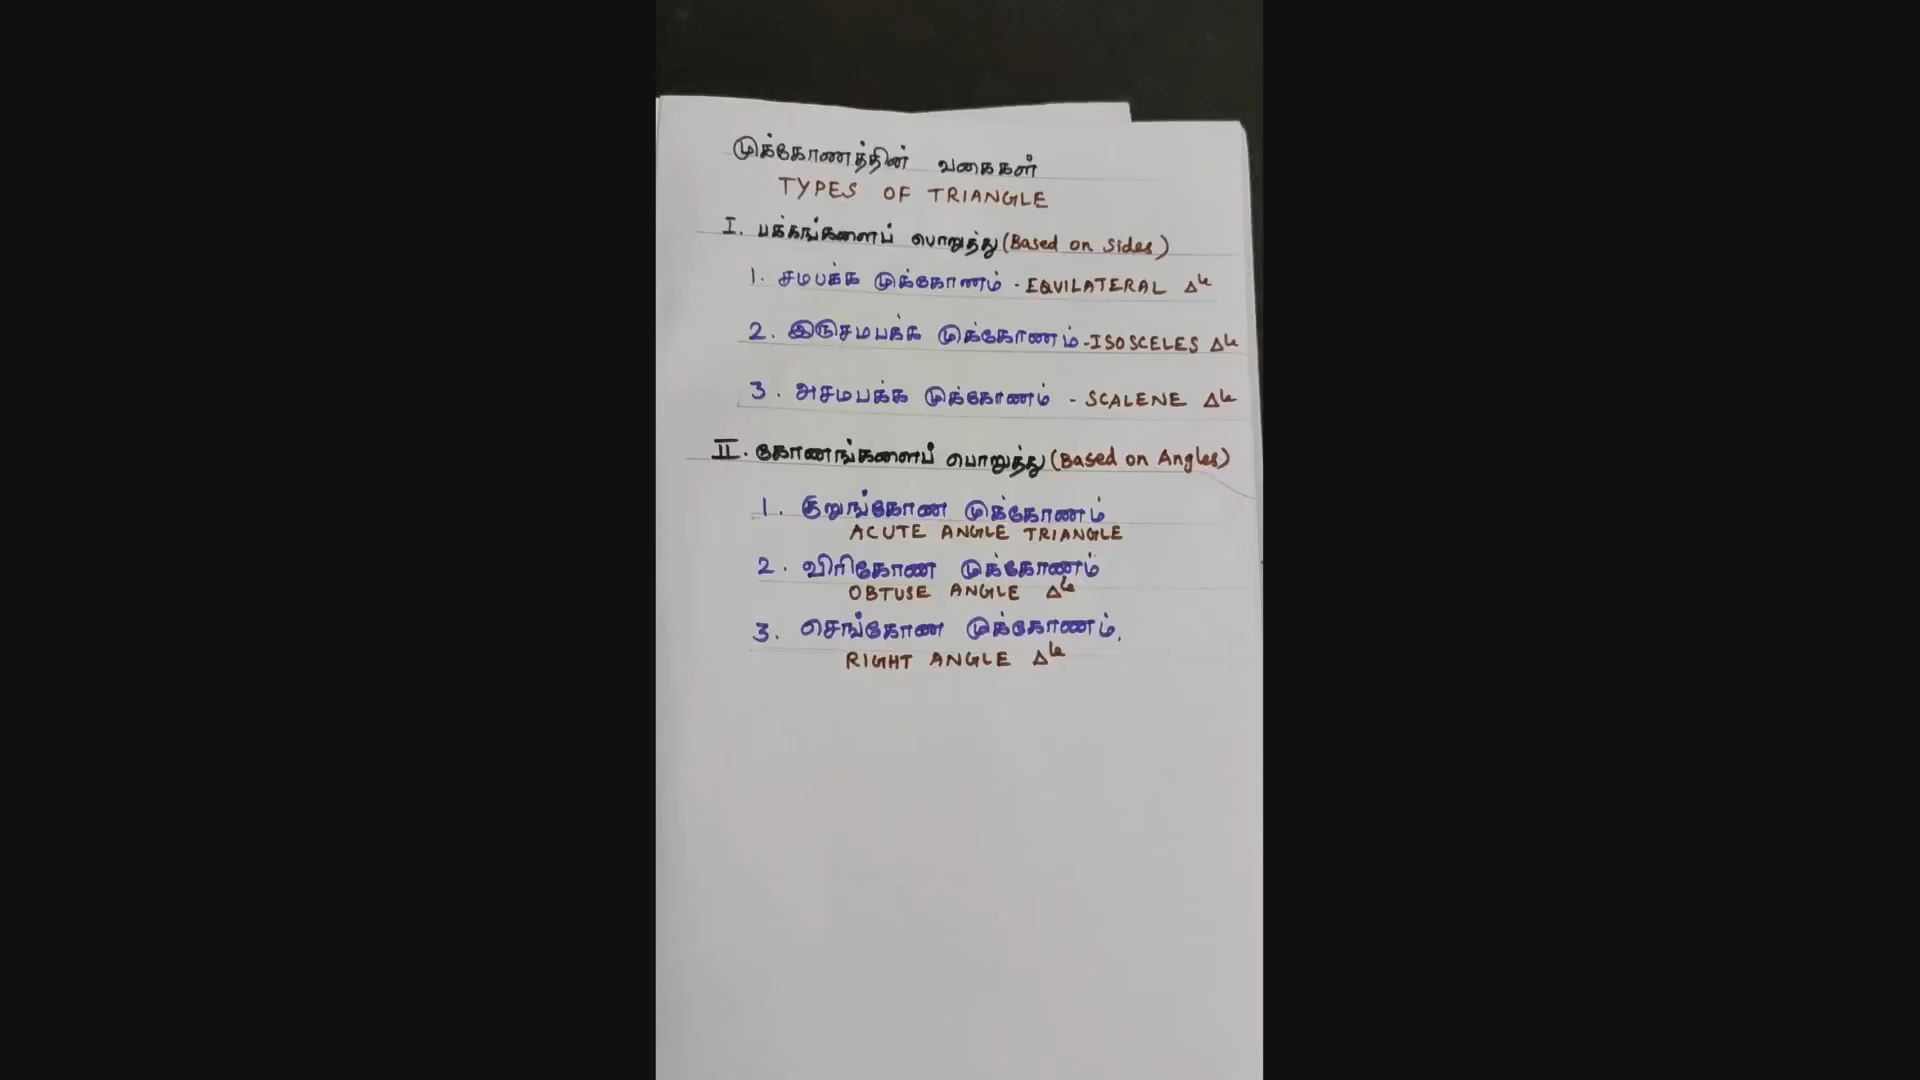 முக்கோணத்தின் வகைகள்
TYPES OF TRIANGLE
I. பக்கங்களைப் பொறுத்து (Based on Sides)
1. சமபக்க முக்கோணம் - EQUILATERAL Δle
2. இருசமபக்க முக்கோணம் - ISOSCELES Δle
3. அசமபக்க முக்கோணம் - SCALENE Δle
II. கோணங்களைப் பொறுத்து (Based on Angles)
1. குறுங்கோண முக்கோணம்
ACUTE ANGLE TRIANGLE
2. விரிகோண முக்கோணம்
OBTUSE ANGLE Δle
3. செங்கோண முக்கோணம்.
RIGHT ANGLE Δle